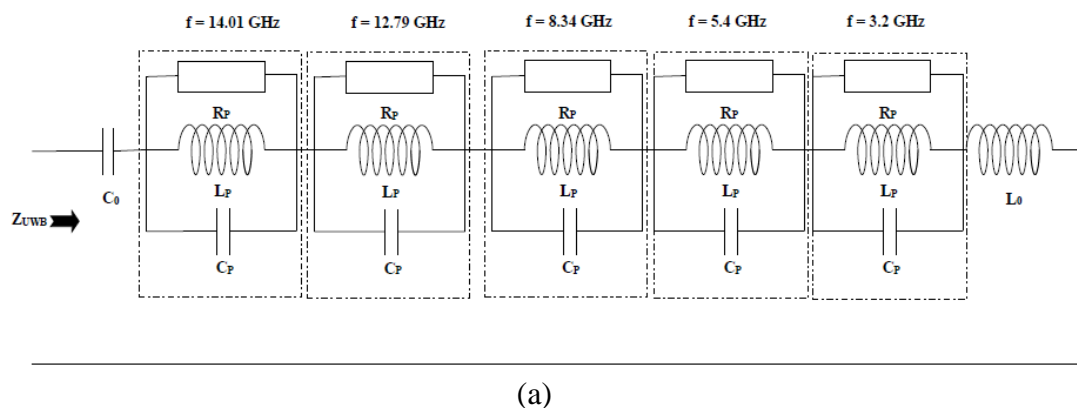 f = 14.01 GHz f = 12.79 GHz f = 8.34 GHz f = 5.4 GHz f = 3.2 GHz
RP RP RP RP RP
C0 LP LP LP LP LP L0
ZUWB
CP CP CP CP CP
(a)